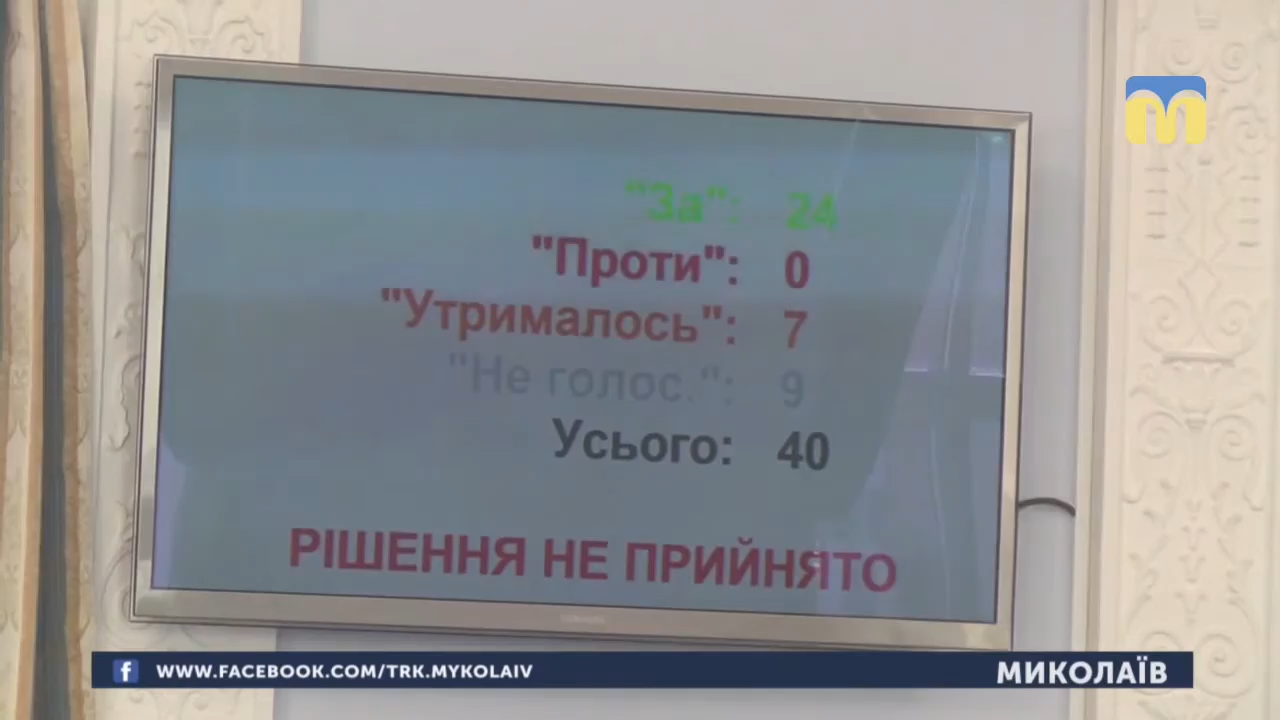 "За": 24
"Проти": 0
"Утрималось": 7
"Не голос.": 9
Усього: 40
РІШЕННЯ НЕ ПРИЙНЯТО
WWW.FACEBOOK.COM/TRK.MYKOLAIV
МИКОЛАЇВ